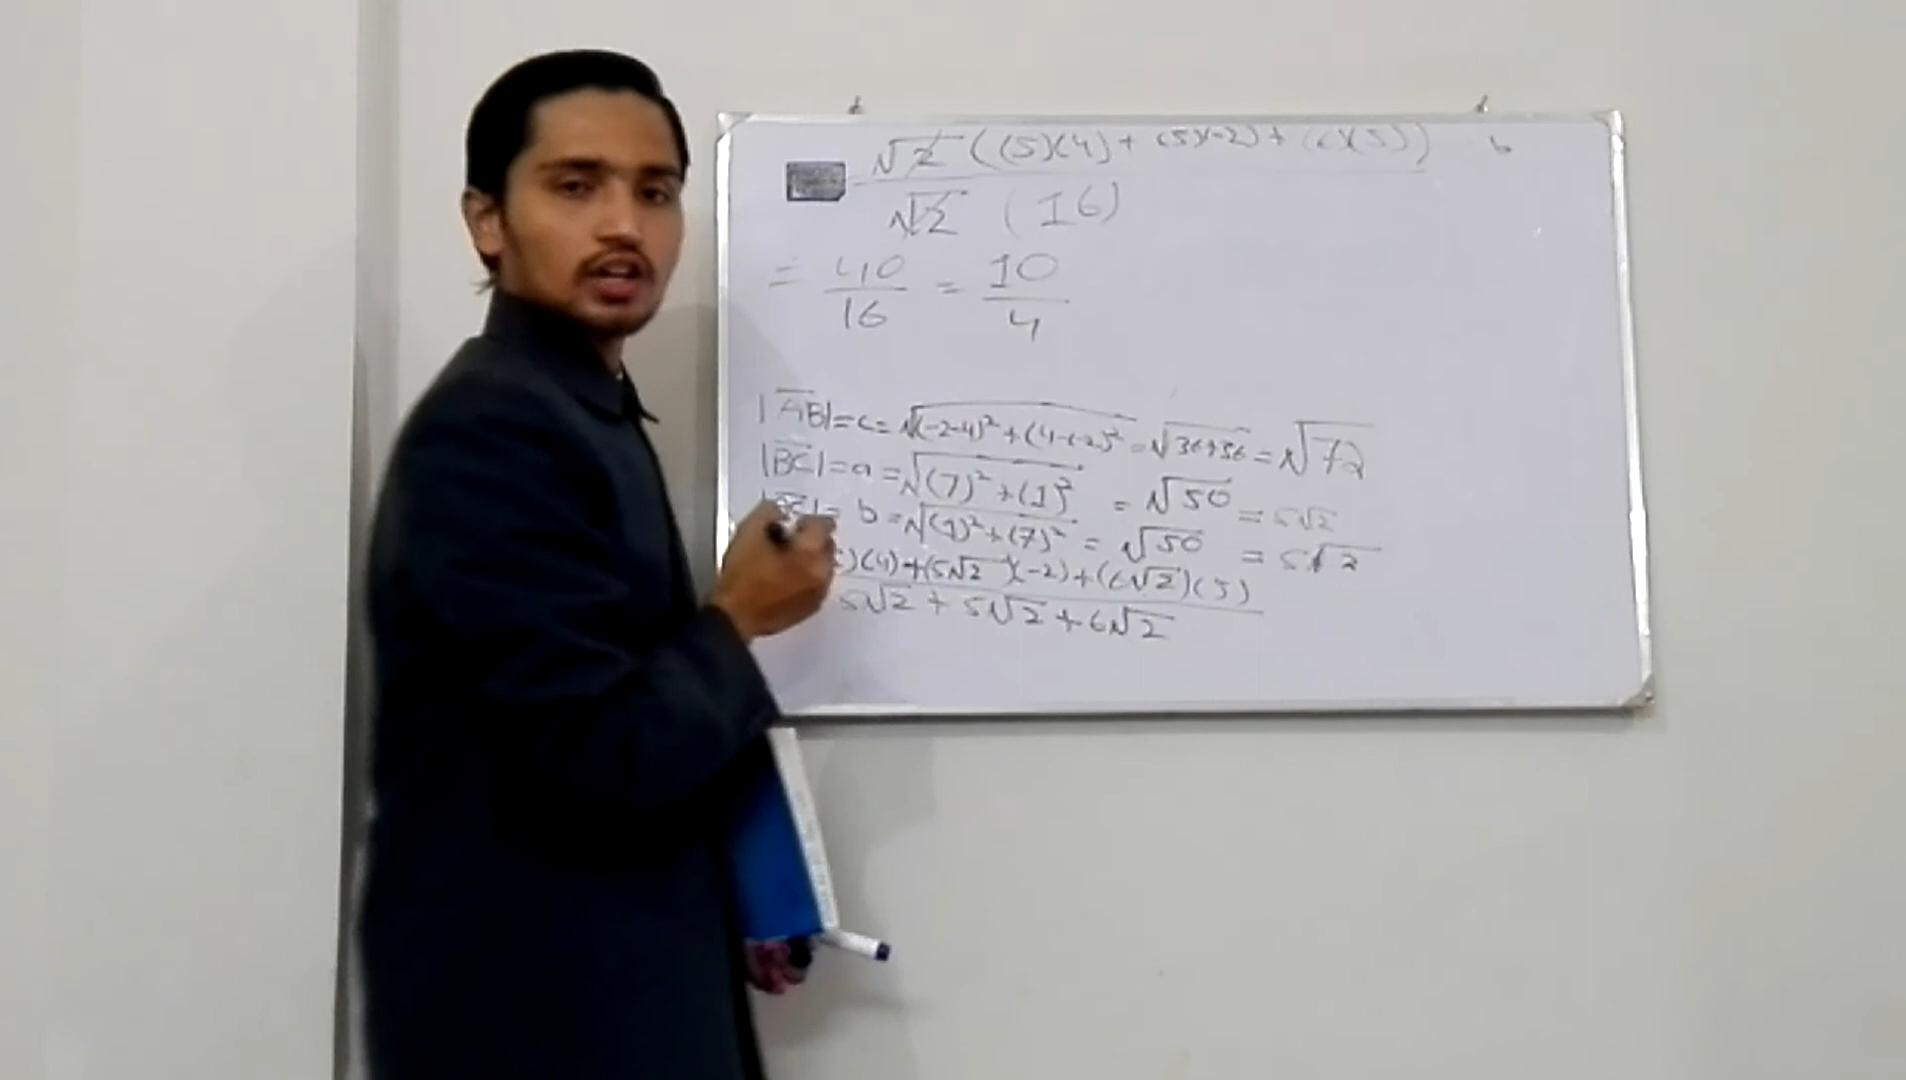 √2 ((5)(4) + (5)(-2) + (6)(5)) b
√2 (16)
= 40/16 = 10/4
|AB| = c = √(-2-4)² + (4-(-2))² = √36+36 = √72
|BC| = a = √(7)² + (1)² = √50 = 5√2
b = √(1)² + (7)² = √50 = 5√2
)(4) + (5√2)(-2) + (6√2)(5)
5√2 + 5√2 + 6√2